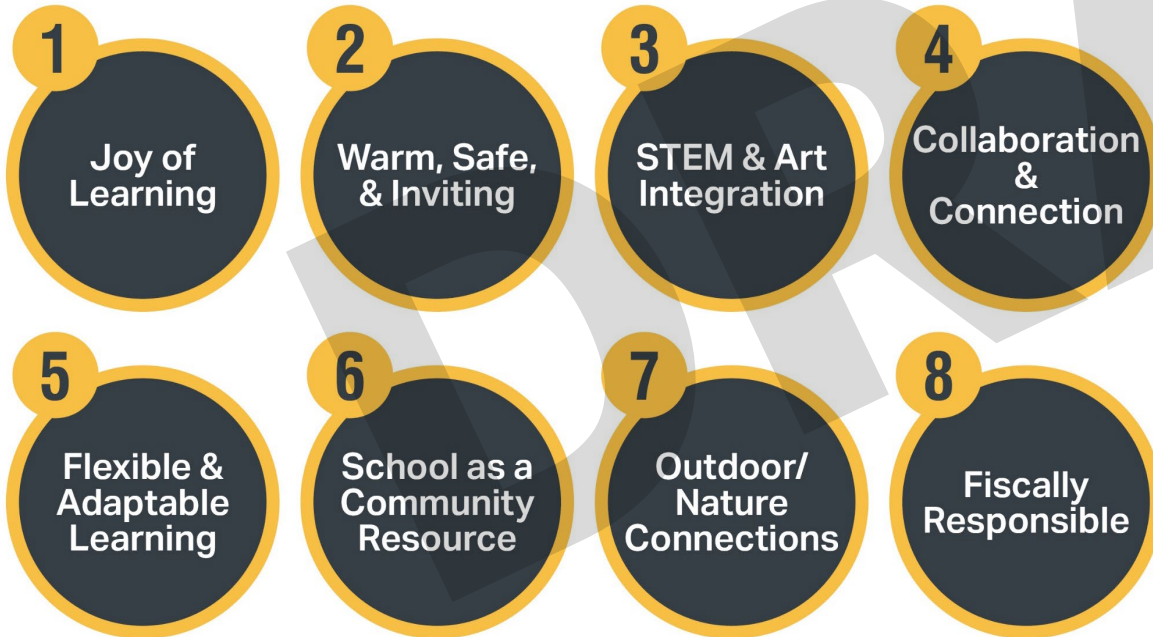 1
Joy of
Learning
2
Warm, Safe,
& Inviting
3
STEM & Art
Integration
4
Collaboration
&
Connection
5
Flexible &
Adaptable
Learning
6
School as a
Community
Resource
7
Outdoor/
Nature
Connections
8
Fiscally
Responsible
DR